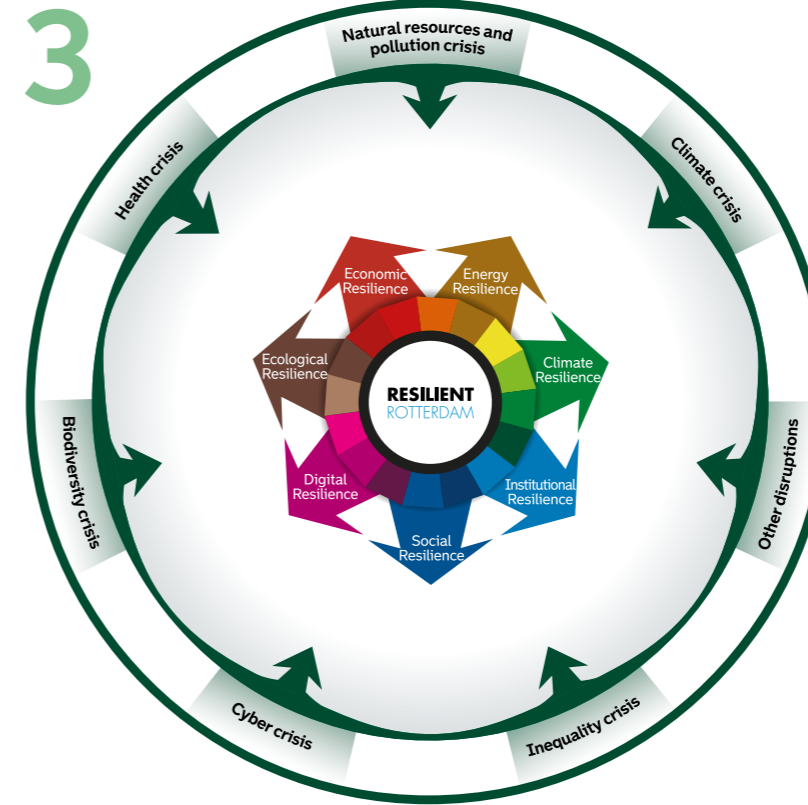 3
Natural resources and
pollution crisis
Climate crisis
Other disruptions
Inequality crisis
Cyber crisis
Biodiversity crisis
Health crisis
Economic
Resilience
Energy
Resilience
Climate
Resilience
Institutional
Resilience
Social
Resilience
Digital
Resilience
Ecological
Resilience
RESILIENT
ROTTERDAM